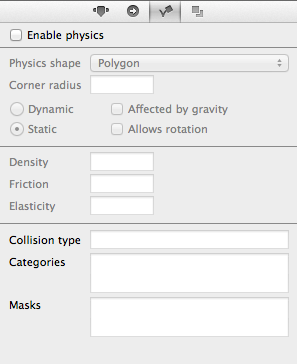 Enable physics
Physics shape Polygon
Corner radius
Dynamic Affected by gravity
Static Allows rotation
Density
Friction
Elasticity
Collision type
Categories
Masks